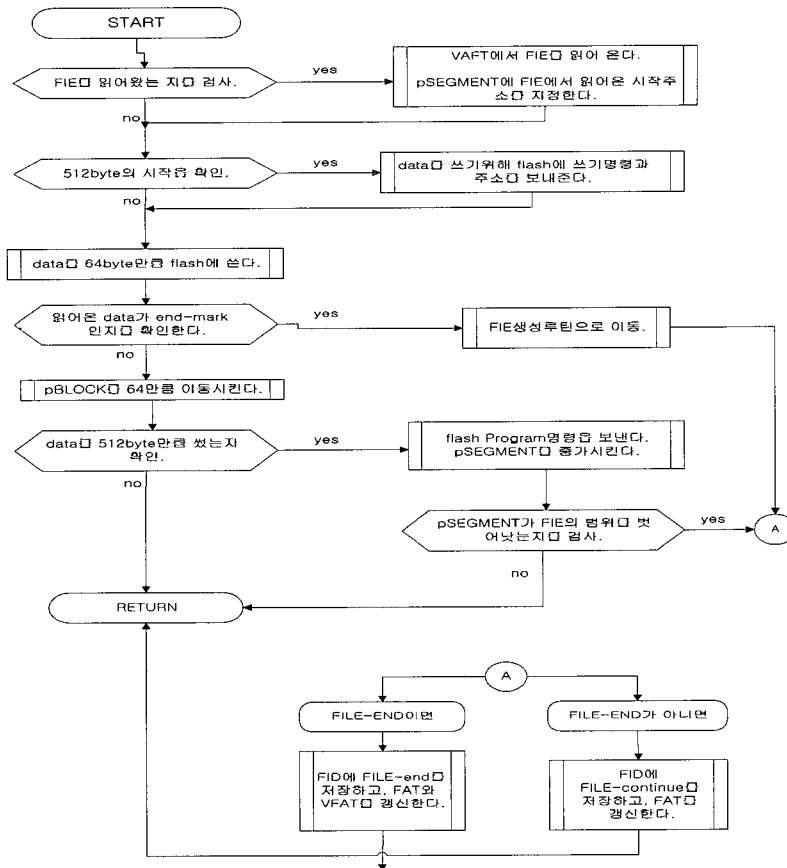 START
FIE□ 읽어왔는 지□ 검사.
yes
VAFT에서 FIE□ 읽어 온다.
pSEGMENT에 FIE에서 읽어온 시작주
소□ 지정한다.
no
512byte의 시작을 확인.
yes
data□ 쓰기위해 flash에 쓰기명령과
주소□ 보내준다.
no
data□ 64byte만큼 flash에 쓴다.
읽어온 data가 end-mark
인지□ 확인한다.
yes
FIE생성루틴으로 이동.
no
pBLOCK□ 64만큼 이동시킨다.
data□ 512byte만큼 썼는지
확인.
yes
flash Program명령을 보낸다.
pSEGMENT□ 증가시킨다.
no
pSEGMENT가 FIE의 범위□ 벗
어낫는지□ 검사.
yes
A
no
RETURN
A
FILE-END이면
FILE-END가 아니면
FID에 FILE-end□
저장하고, FAT와
VFAT□ 갱신한다.
FID에
FILE-continue□
저장하고, FAT□
갱신한다.